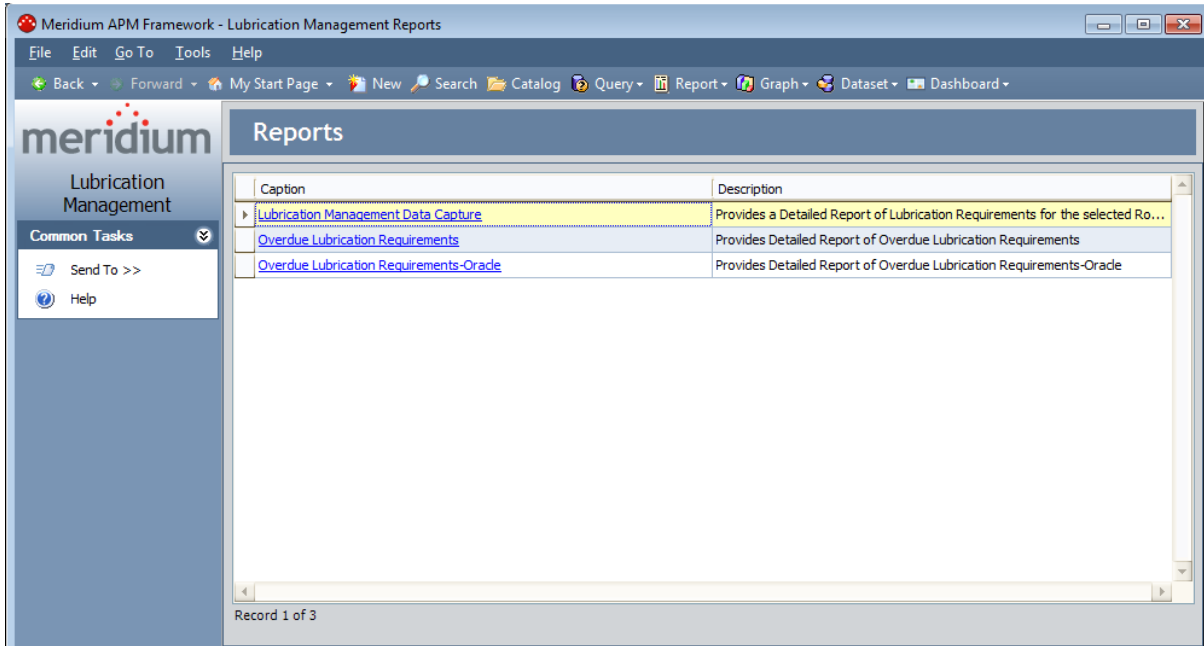 Meridium APM Framework - Lubrication Management Reports
File Edit Go To Tools Help
Back Forward My Start Page New Search Catalog Query Report Graph Dataset Dashboard
meridium
Reports
Lubrication
Management
Common Tasks
Send To >>
Help
Caption Description
Lubrication Management Data Capture Provides a Detailed Report of Lubrication Requirements for the selected Ro...
Overdue Lubrication Requirements Provides Detailed Report of Overdue Lubrication Requirements
Overdue Lubrication Requirements-Oracle Provides Detailed Report of Overdue Lubrication Requirements-Oracle
Record 1 of 3